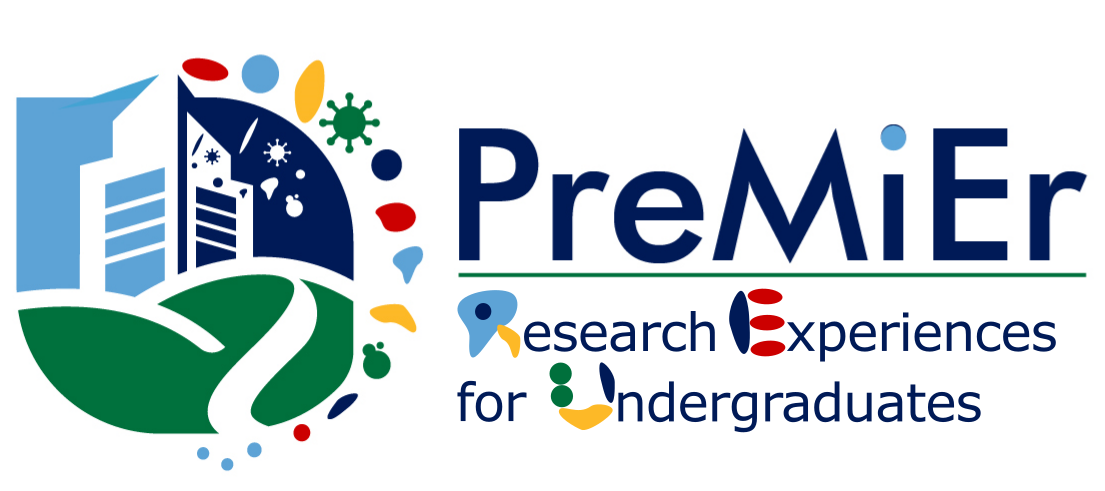 PreMiEr
Research Experiences
for Undergraduates